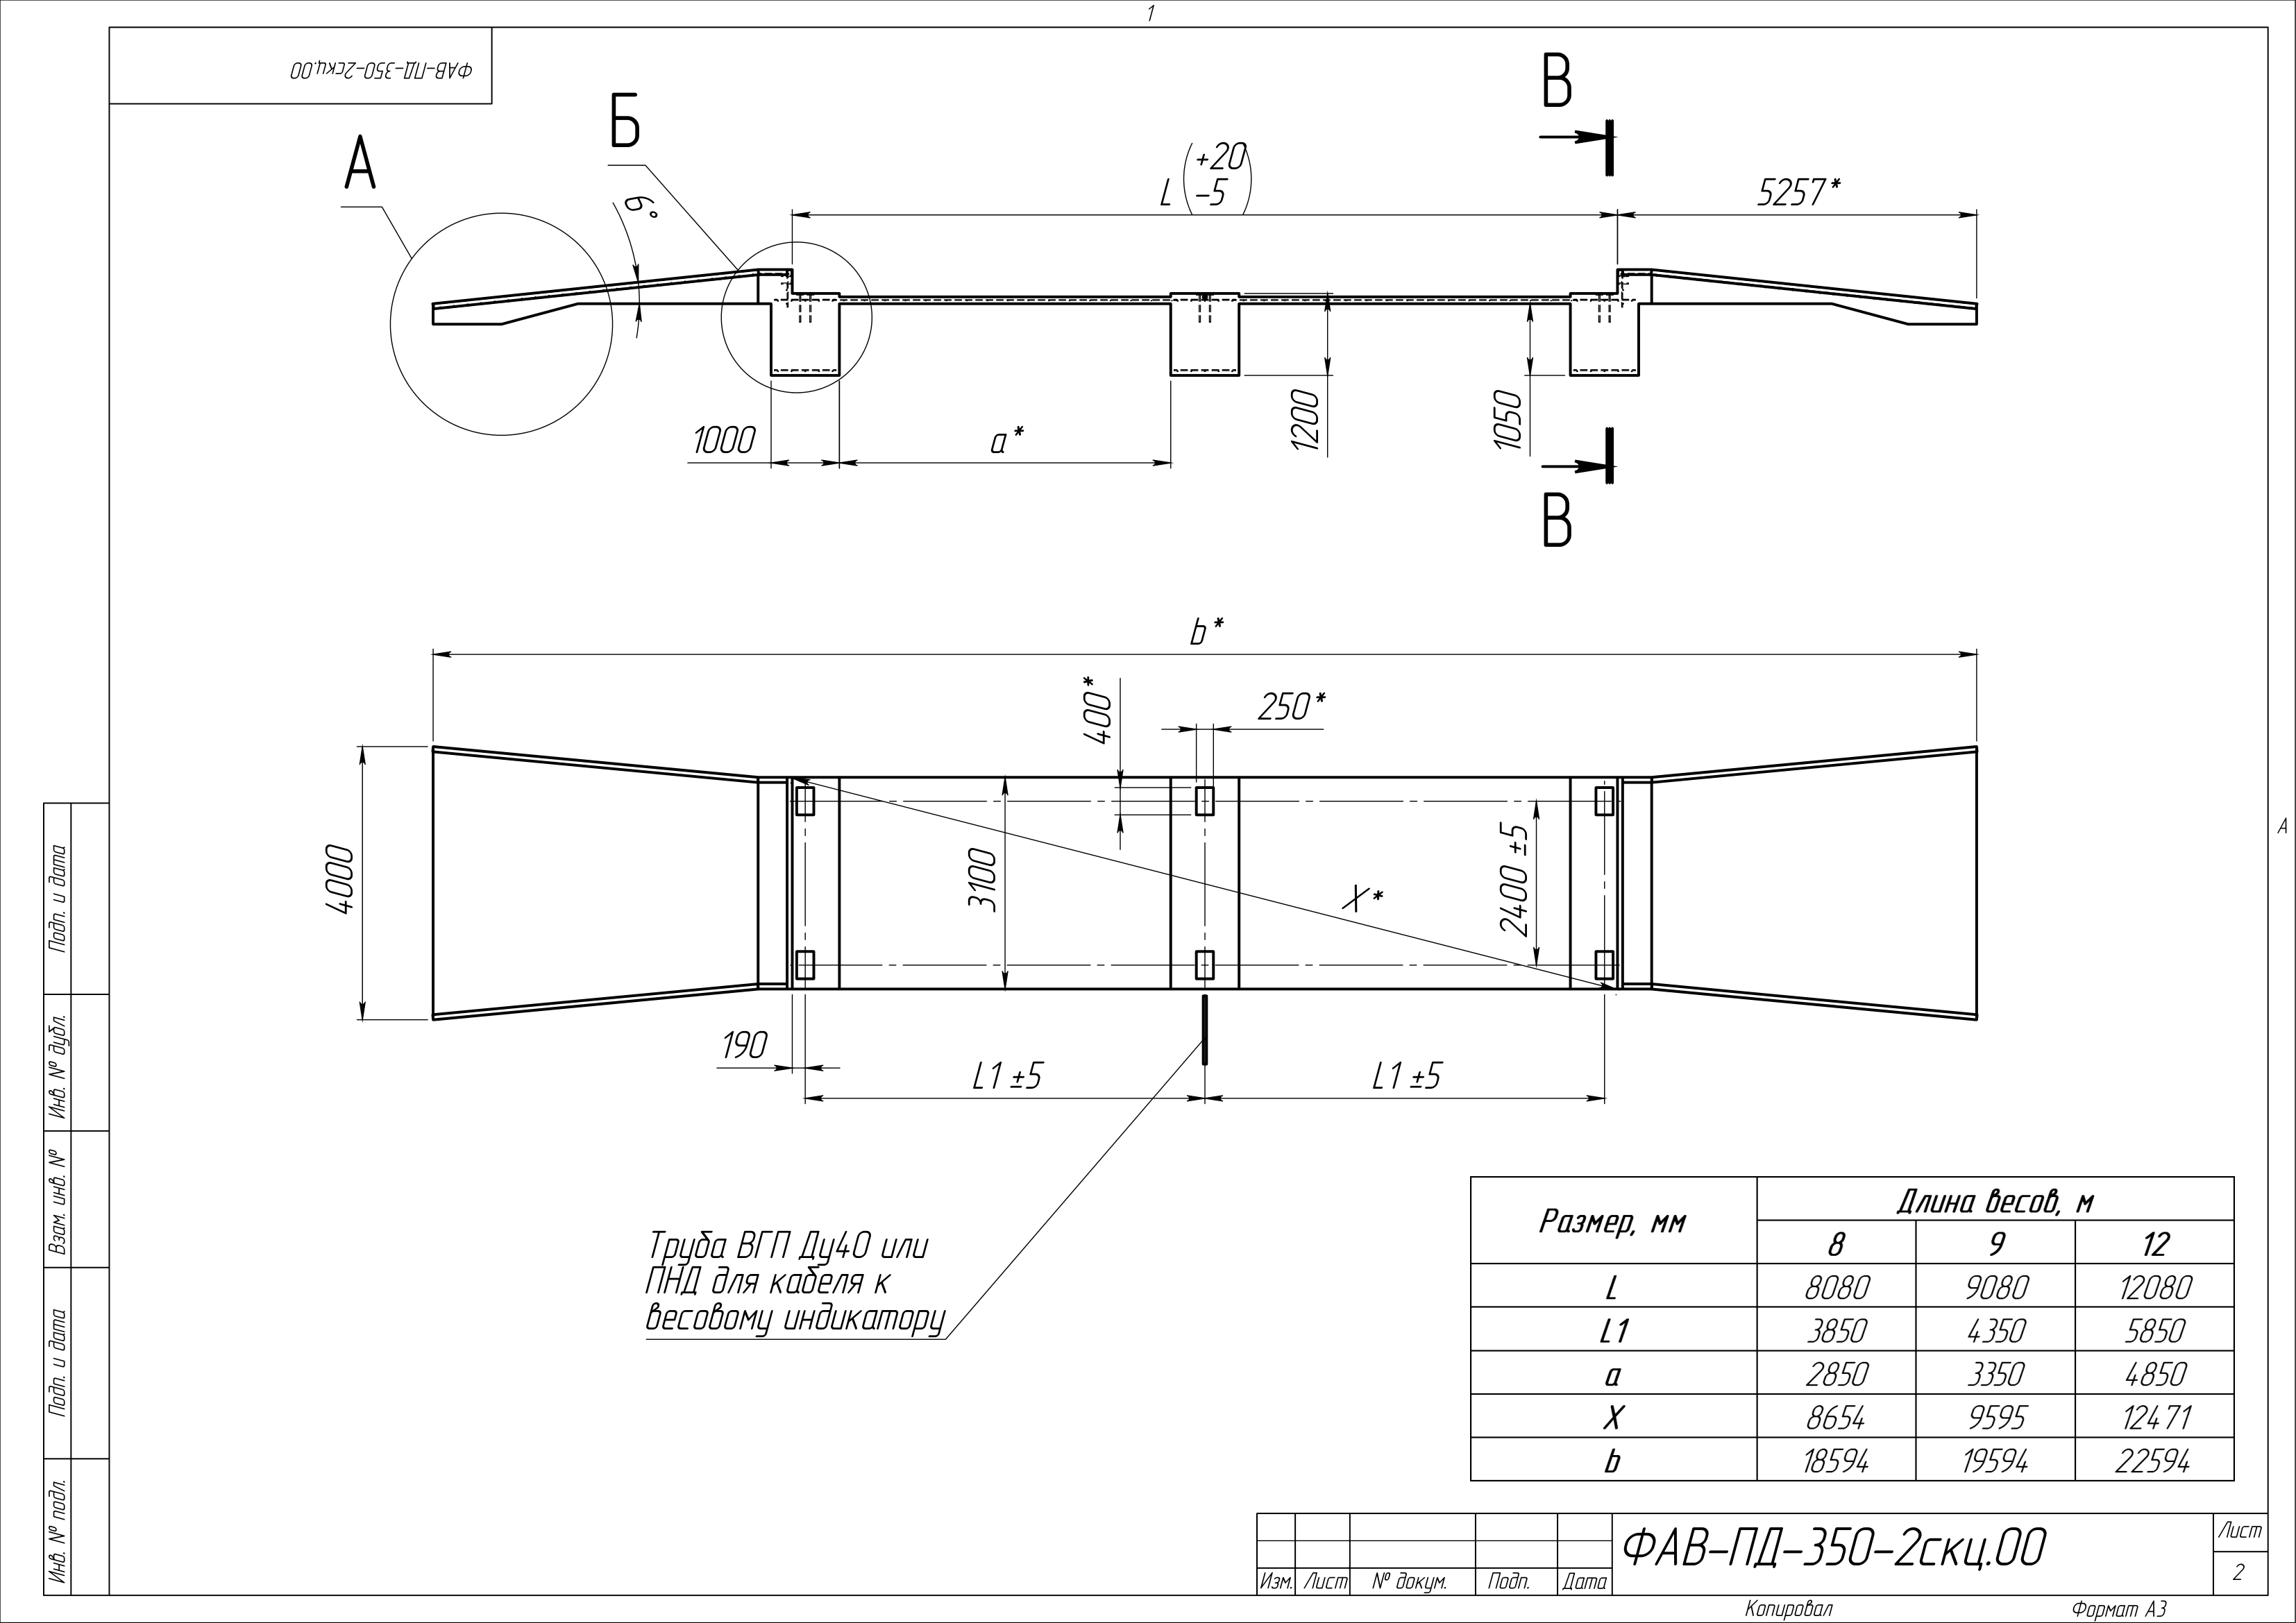 1
ФАВ-ПД-350-2скц.00
А
Б
В
6°
L (+20
-5)
5257*
1000
a*
1200
1050
В
b*
400*
250*
4000
3100
X*
2400 ±5
190
L1 ±5
L1 ±5
А
Труба ВГП Ду40 или
ПНД для кабеля к
весовому индикатору
Размер, мм Длина весов, м
8 9 12
L 8080 9080 12080
L1 3850 4350 5850
a 2850 3350 4850
X 8654 9595 12471
b 18594 19594 22594
Подп. и дата
Инв. № дубл.
Взам. инв. №
Подп. и дата
Инв. № подл.
ФАВ-ПД-350-2скц.00
Лист
2
Изм. Лист № докум. Подп. Дата
Копировал Формат А3